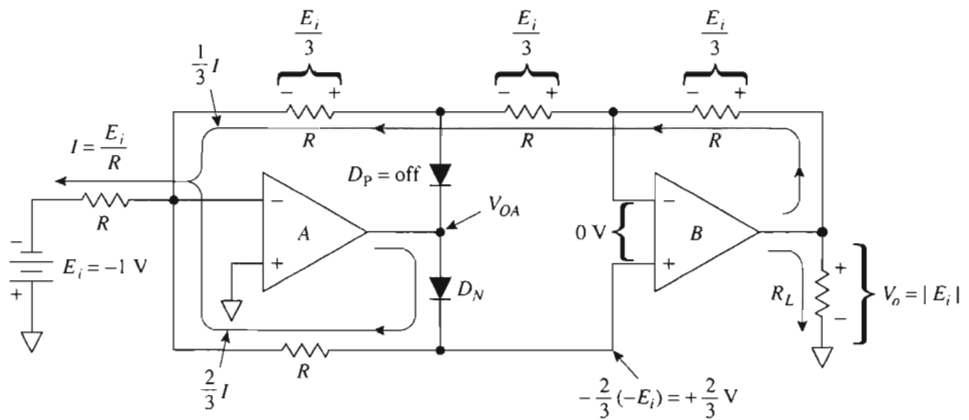 E_i/3
E_i/3
E_i/3
1/3 I
− + − + − +
R R R
I = E_i/R
D_P = off
V_OA
R
−
A
+
0 V
−
B
+
−
E_i = −1 V
+
D_N
R_L
+
−
V_o = | E_i |
2/3 I
R
−2/3(−E_i) = +2/3 V